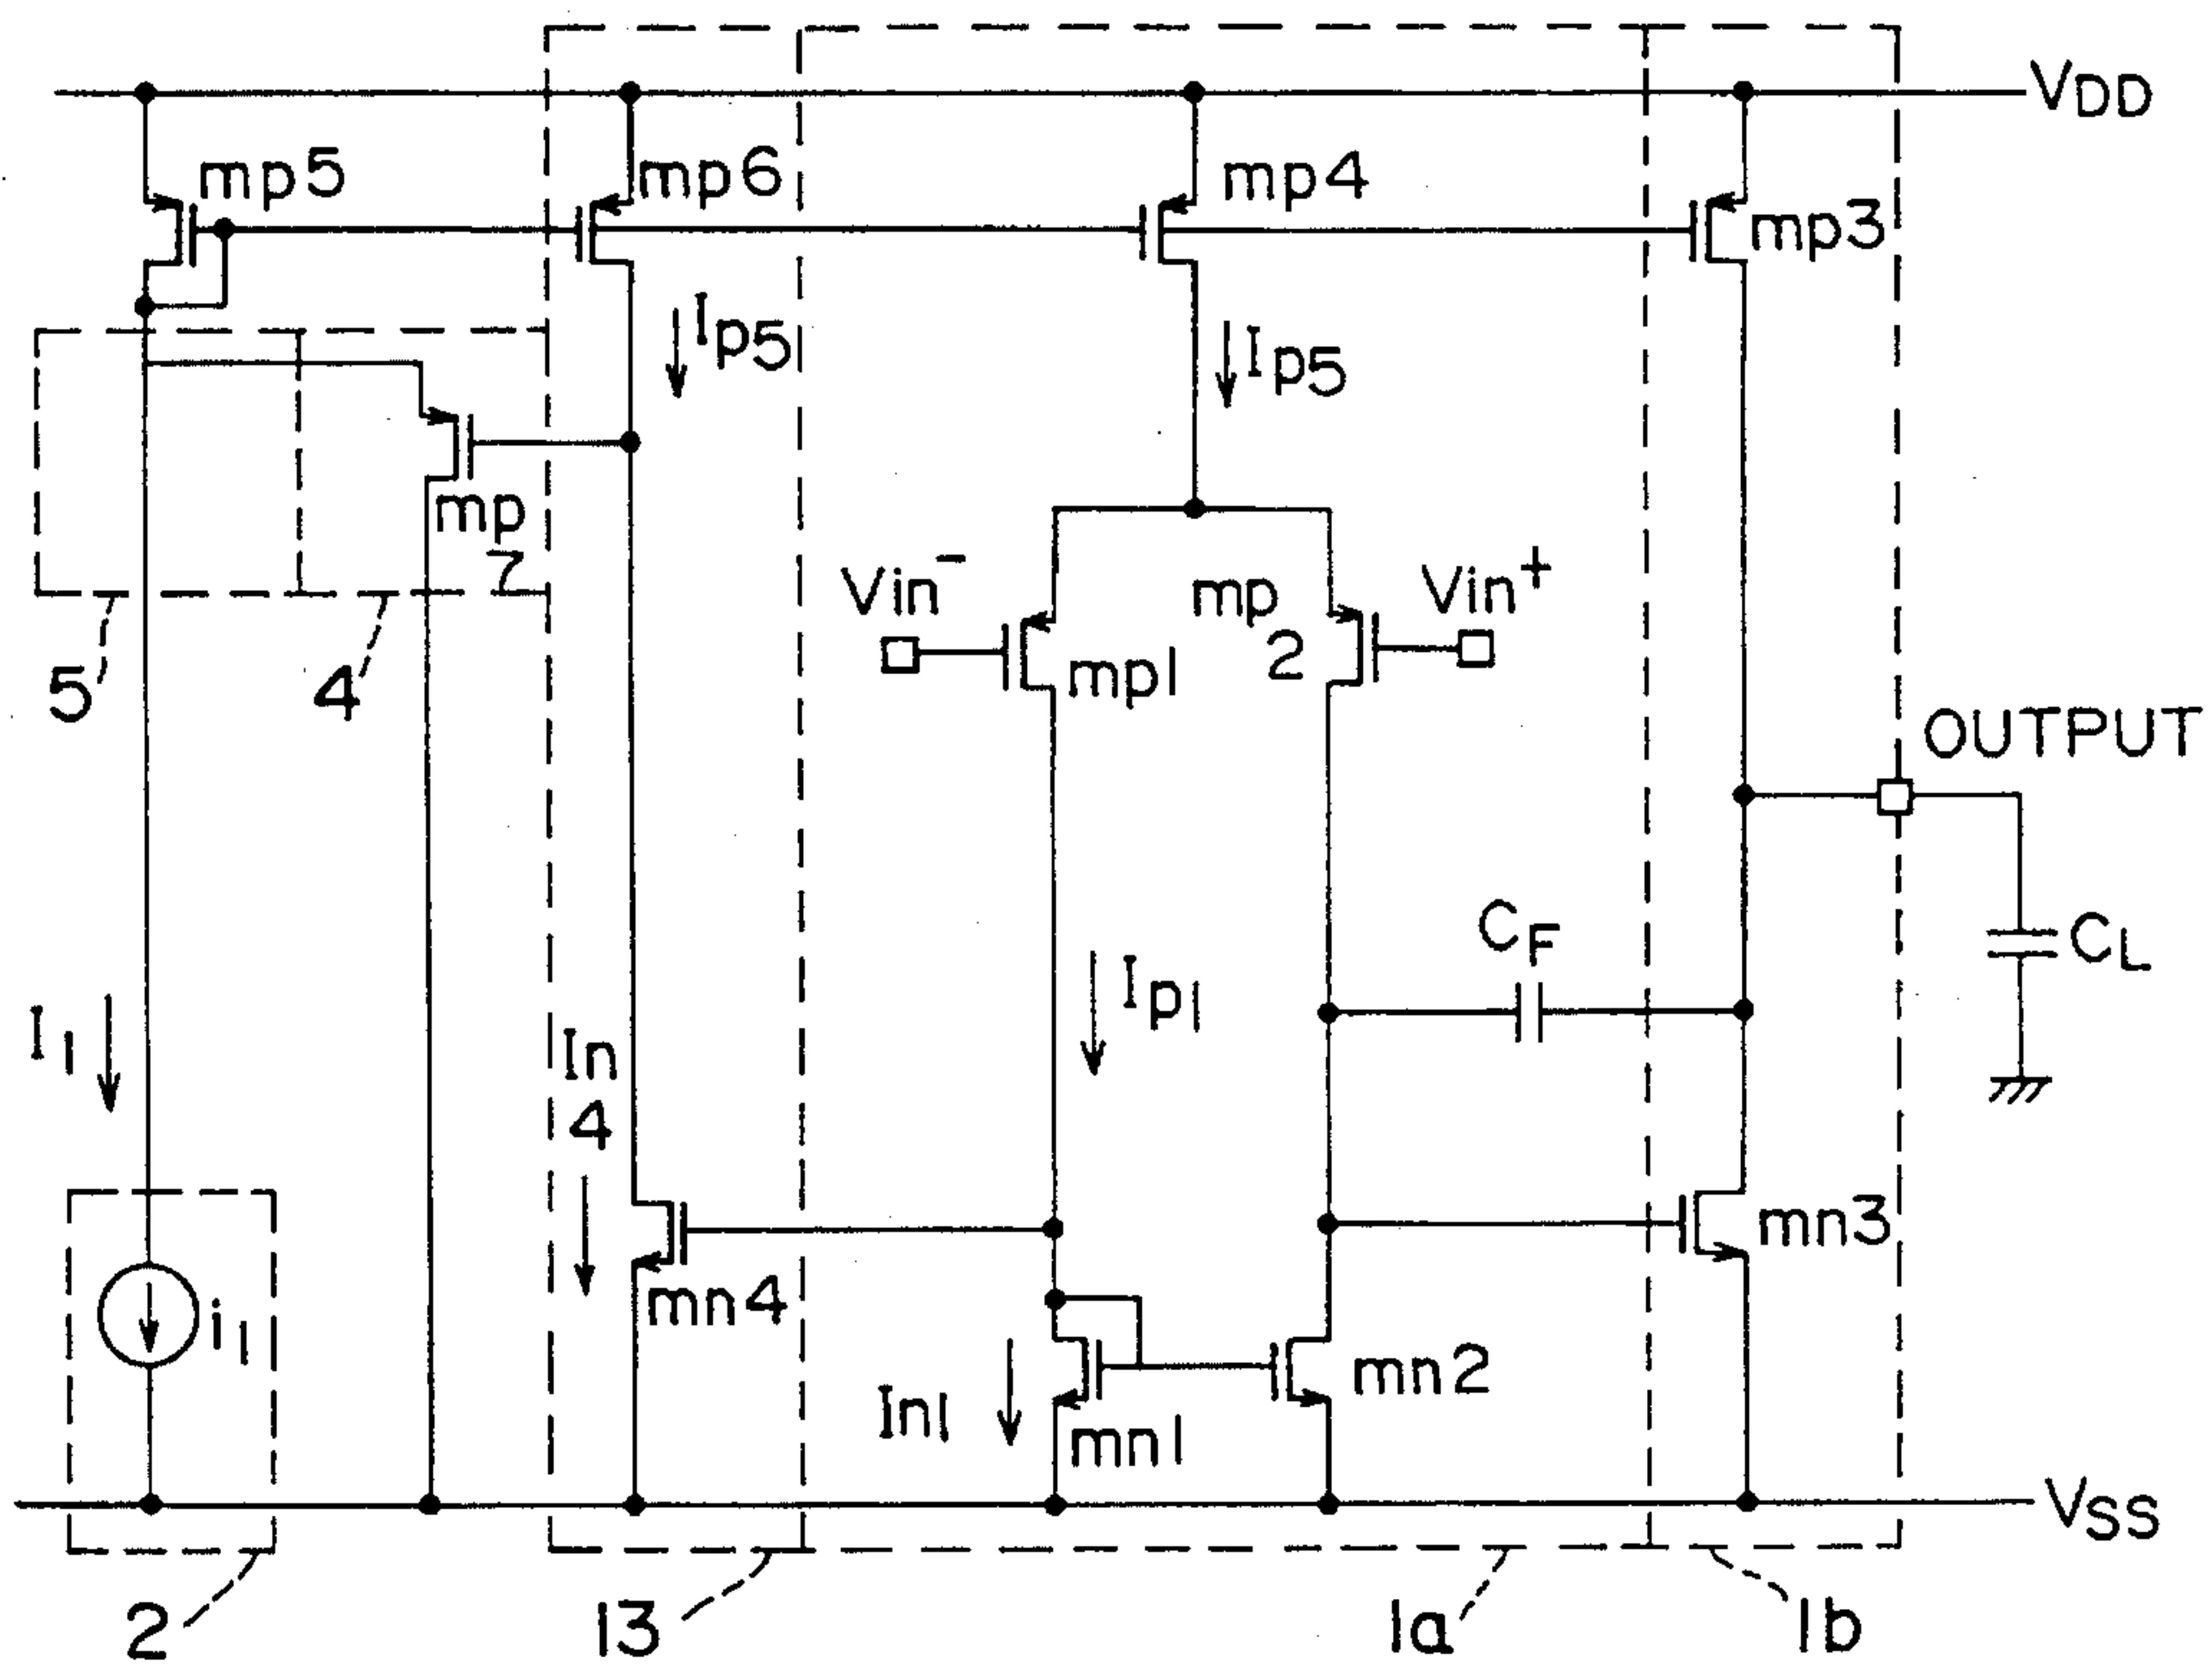 VDD
mp5
mp6
mp4
mp3
Ip5
Ip5
mp
7
Vin-
mp
2
Vin+
mp1
5
4
OUTPUT
CF
CL
I1
In
4
Ip1
mn3
mn4
i1
In1
mn1
mn2
VSS
2
13
1a
1b